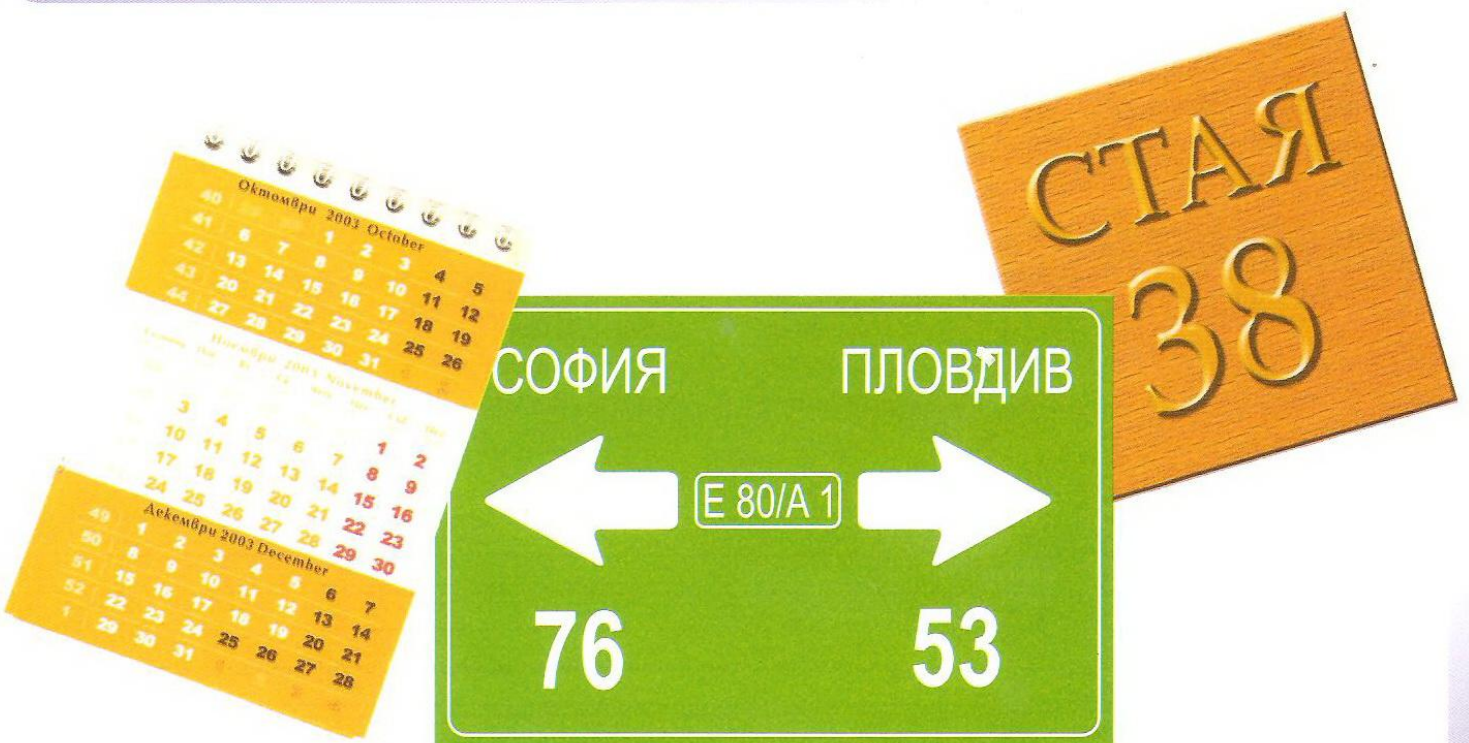 Октомври 2003 October
40 1 2 3 4 5
41 6 7 8 9 10 11 12
42 13 14 15 16 17 18 19
43 20 21 22 23 24 25 26
44 27 28 29 30 31
Ноември 2003 November
1 2
3 4 5 6 7 8 9
10 11 12 13 14 15 16
17 18 19 20 21 22 23
24 25 26 27 28 29 30
Декември 2003 December
49 1 2 3 4 5 6 7
50 8 9 10 11 12 13 14
51 15 16 17 18 19 20 21
52 22 23 24 25 26 27 28
1 29 30 31
СОФИЯ ПЛОВДИВ
E 80/A 1
76 53
СТАЯ
38